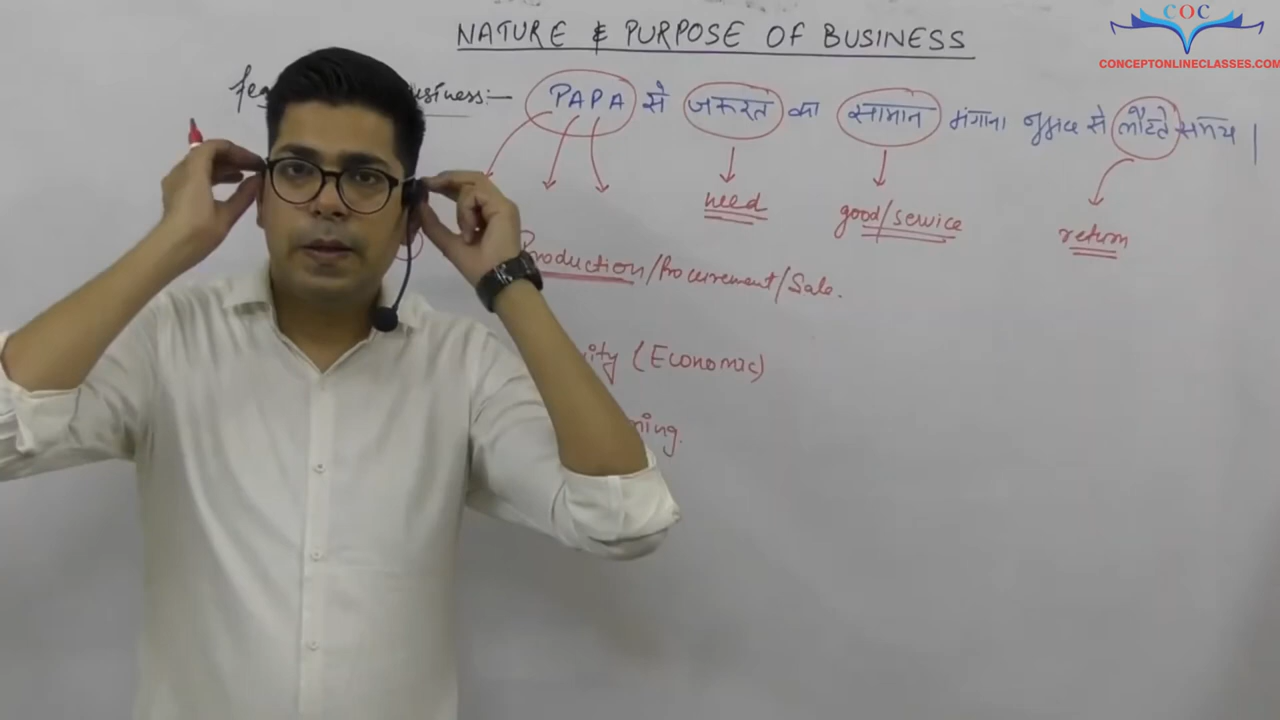 COC
CONCEPTONLINECLASSES.COM
NATURE & PURPOSE OF BUSINESS
PAPA से जरूरत का सामान मंगाना से लौटते समय |
need
good/service
return
Production/Procurement/Sale.
(Economic)